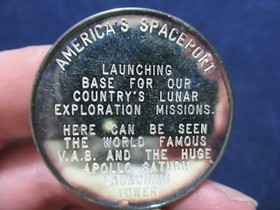 AMERICA'S SPACEPORT
LAUNCHING
BASE FOR OUR
COUNTRY'S LUNAR
EXPLORATION MISSIONS.
HERE CAN BE SEEN
THE WORLD FAMOUS
V.A.B. AND THE HUGE
APOLLO SATURN
LAUNCHING
TOWER